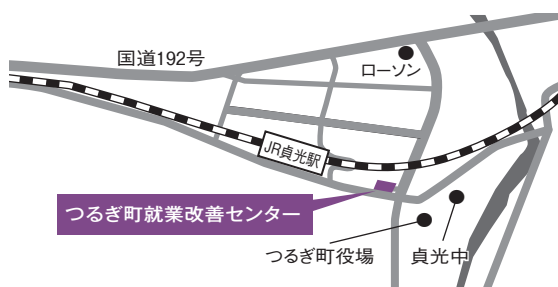 国道192号
ローソン
JR貞光駅
つるぎ町就業改善センター
つるぎ町役場
貞光中